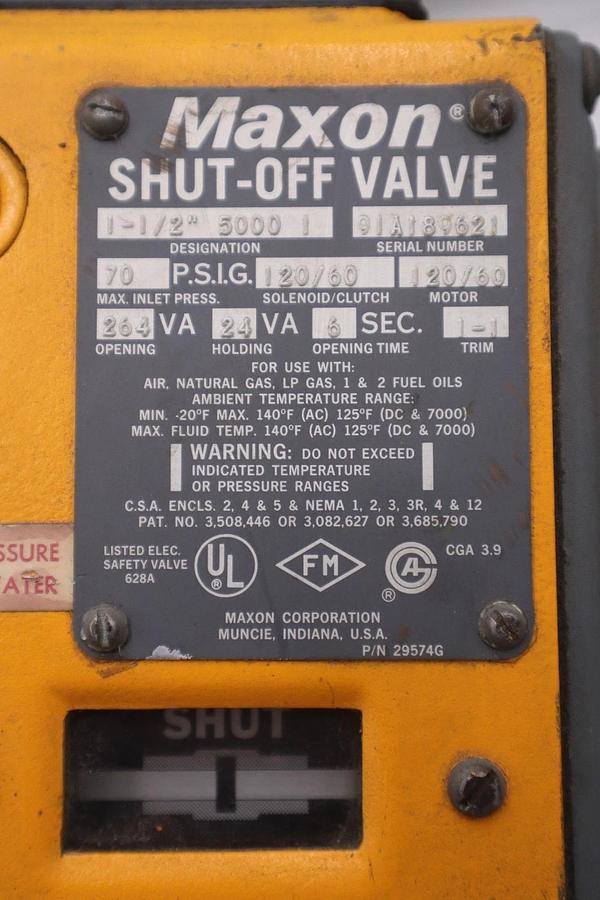 Maxon®
SHUT-OFF VALVE
1-1/2" 5000 1 91A189621
DESIGNATION SERIAL NUMBER
70 P.S.I.G. 120/60 120/60
MAX. INLET PRESS. SOLENOID/CLUTCH MOTOR
264 VA 24 VA 6 SEC. 1-1
OPENING HOLDING OPENING TIME TRIM
FOR USE WITH:
AIR, NATURAL GAS, LP GAS, 1 & 2 FUEL OILS
AMBIENT TEMPERATURE RANGE:
MIN. -20°F MAX. 140°F (AC) 125°F (DC & 7000)
MAX. FLUID TEMP. 140°F (AC) 125°F (DC & 7000)
WARNING: DO NOT EXCEED
INDICATED TEMPERATURE
OR PRESSURE RANGES
C.S.A. ENCLS. 2, 4 & 5 & NEMA 1, 2, 3, 3R, 4 & 12
PAT. NO. 3,508,446 OR 3,082,627 OR 3,685,790
SSURE
ATER
LISTED ELEC.
SAFETY VALVE
628A
UL®
FM
AG ®
CGA 3.9
MAXON CORPORATION
MUNCIE, INDIANA, U.S.A.
P/N 29574G
SHUT